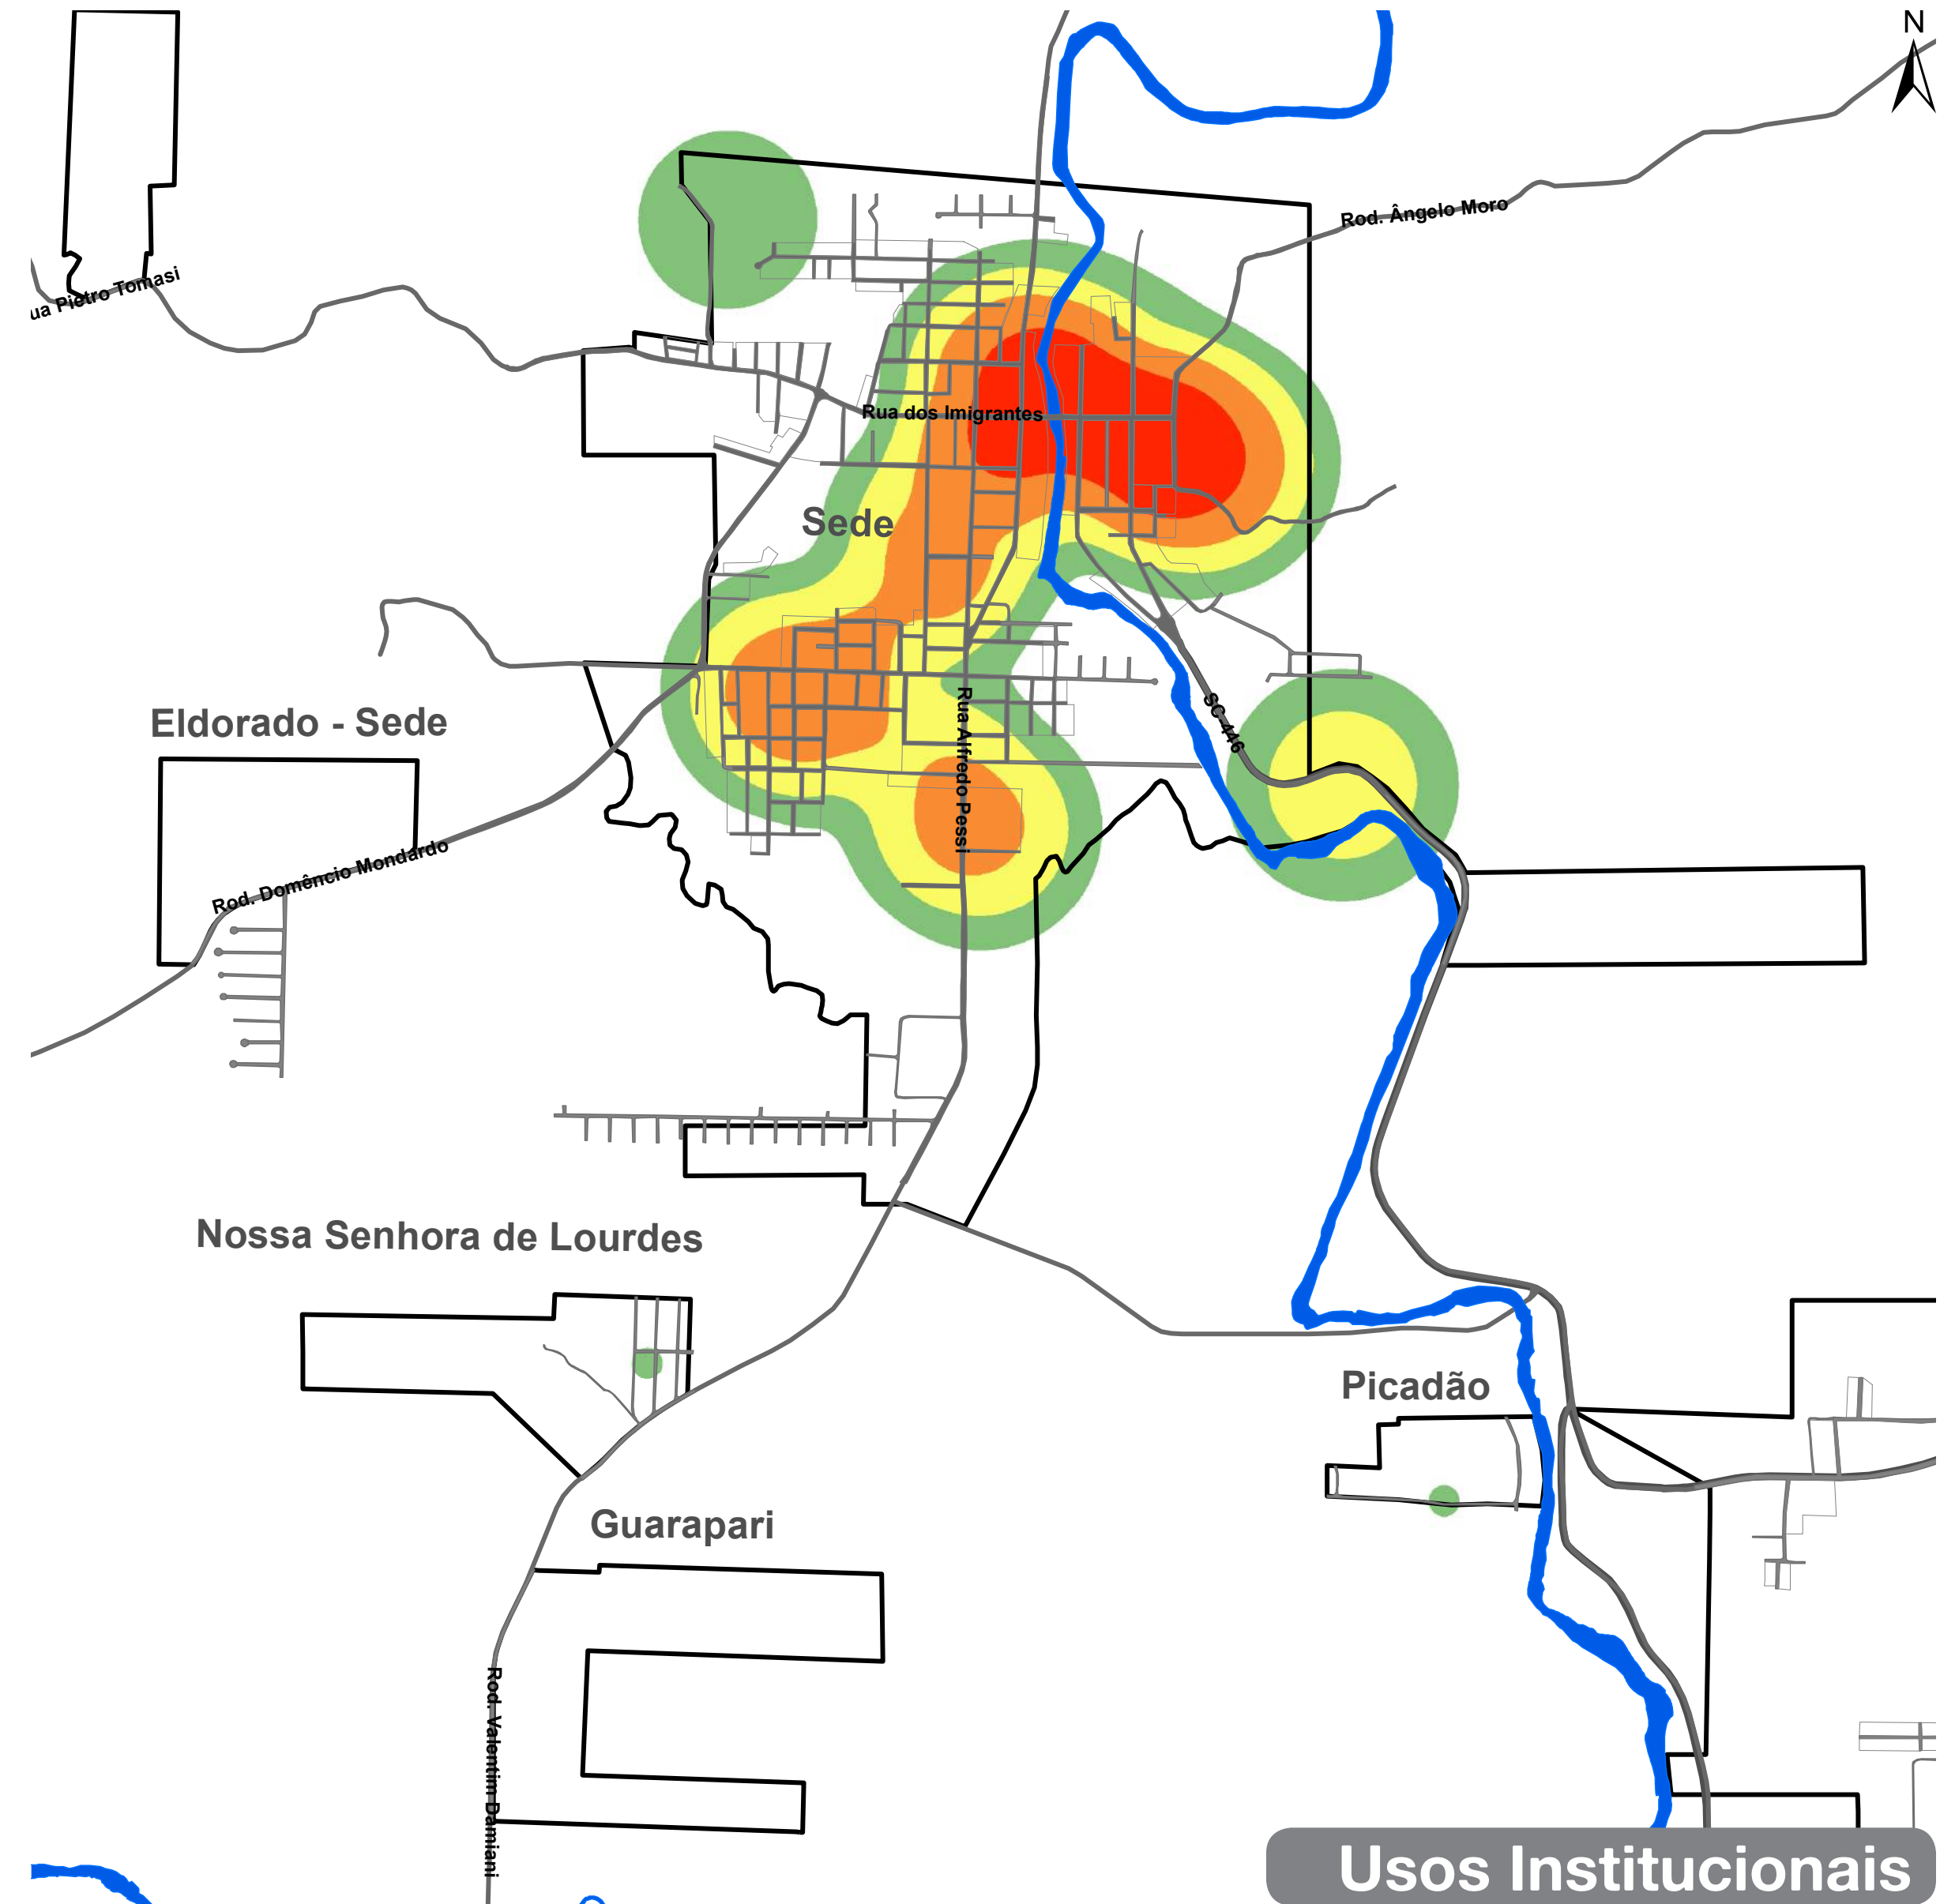 N
Rod. Ângelo Moro
ua Pietro Tomasi
Rua dos Imigrantes
Sede
Eldorado - Sede
Rua Alfredo Pessi
SC-446
Rod. Domêncio Mondardo
Nossa Senhora de Lourdes
Picadão
Guarapari
Rod. Valentim Damiani
Usos Institucionais